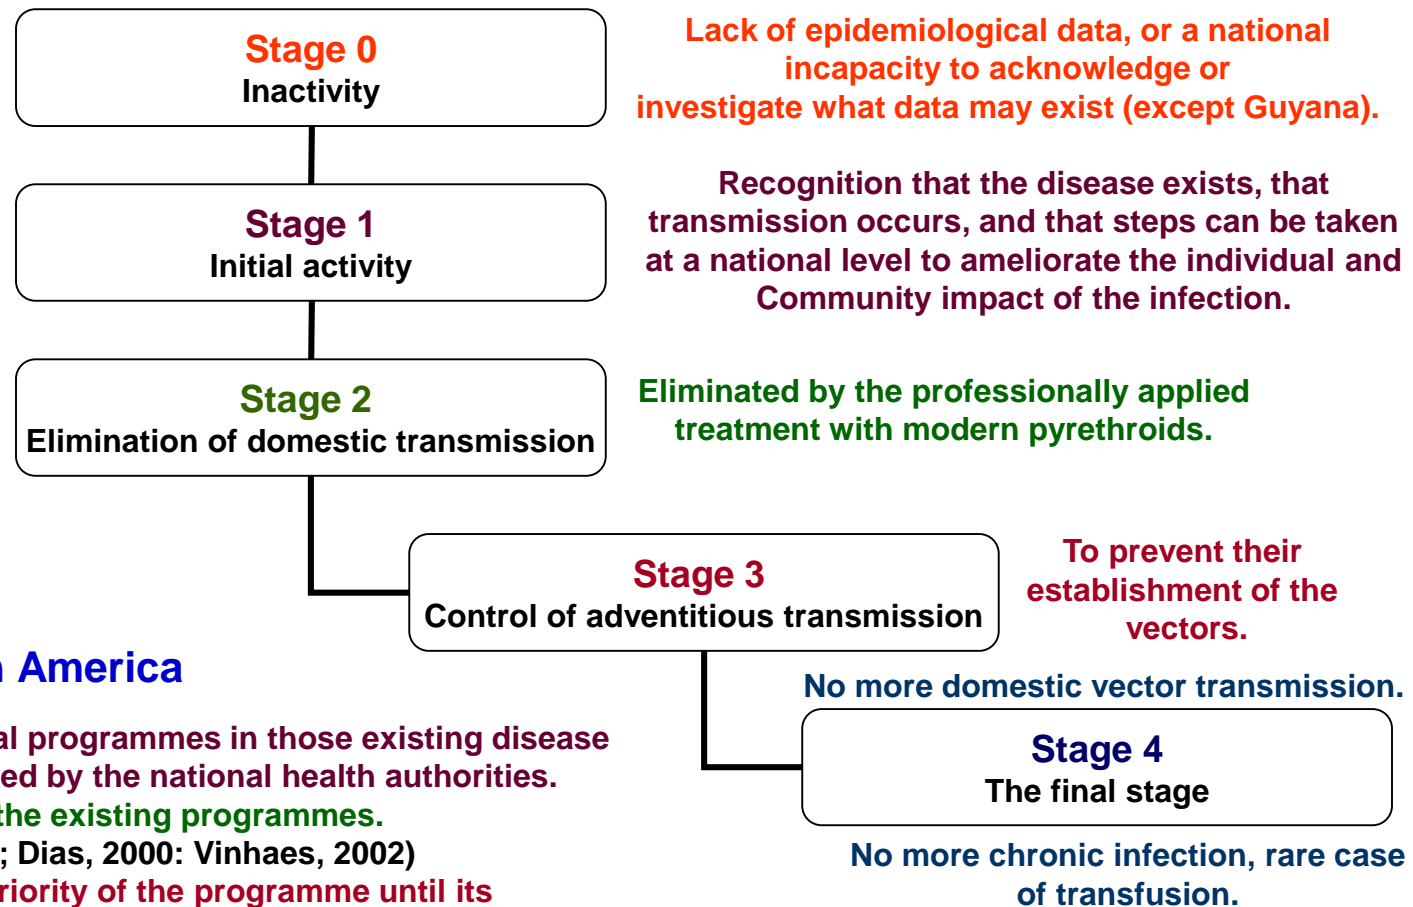 Stage 0
Inactivity
Lack of epidemiological data, or a national
incapacity to acknowledge or
investigate what data may exist (except Guyana).
Stage 1
Initial activity
Recognition that the disease exists, that
transmission occurs, and that steps can be taken
at a national level to ameliorate the individual and
Community impact of the infection.
Stage 2
Elimination of domestic transmission
Eliminated by the professionally applied
treatment with modern pyrethroids.
Stage 3
Control of adventitious transmission
To prevent their
establishment of the
vectors.
America
No more domestic vector transmission.
Stage 4
The final stage
No more chronic infection, rare case
of transfusion.
al programmes in those existing disease
ed by the national health authorities.
the existing programmes.
; Dias, 2000: Vinhaes, 2002)
riority of the programme until its